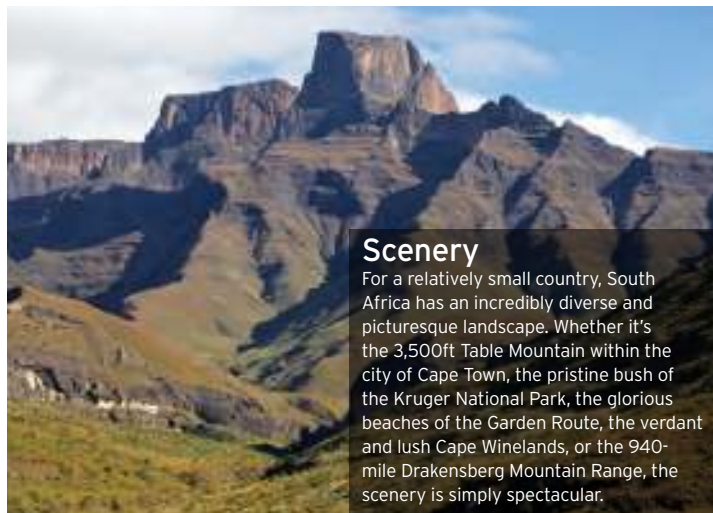 Scenery
For a relatively small country, South
Africa has an incredibly diverse and
picturesque landscape. Whether it's
the 3,500ft Table Mountain within the
city of Cape Town, the pristine bush of
the Kruger National Park, the glorious
beaches of the Garden Route, the verdant
and lush Cape Winelands, or the 940-
mile Drakensberg Mountain Range, the
scenery is simply spectacular.